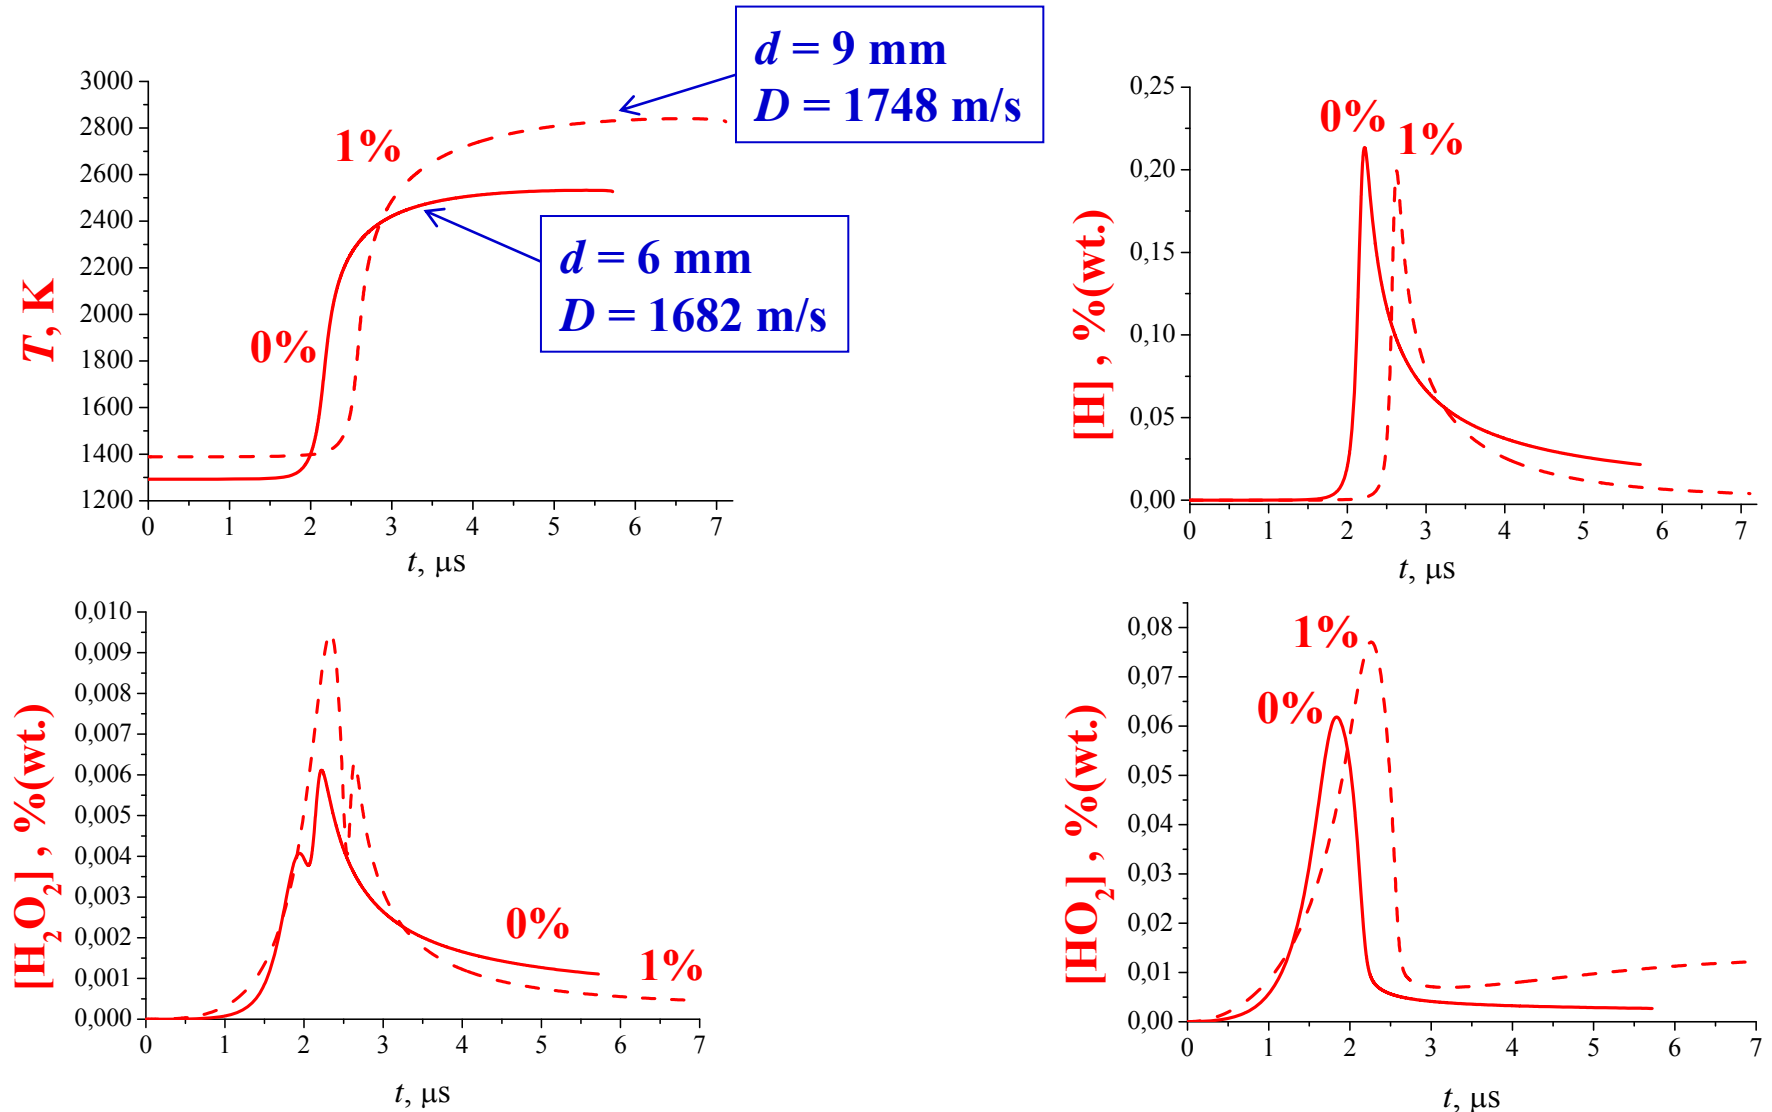 d = 9 mm
D = 1748 m/s
3000
2800
2600
2400
2200
2000
1800
1600
1400
1200
T, K
1%
0%
d = 6 mm
D = 1682 m/s
0 1 2 3 4 5 6 7
t, μs
0,25
0,20
0,15
0,10
0,05
0,00
[H] , %(wt.)
0%
1%
0 1 2 3 4 5 6 7
t, μs
0,010
0,009
0,008
0,007
0,006
0,005
0,004
0,003
0,002
0,001
0,000
[H₂O₂] , %(wt.)
0%
1%
0 1 2 3 4 5 6 7
t, μs
0,08
0,07
0,06
0,05
0,04
0,03
0,02
0,01
0,00
[HO₂] , %(wt.)
1%
0%
0 1 2 3 4 5 6 7
t, μs